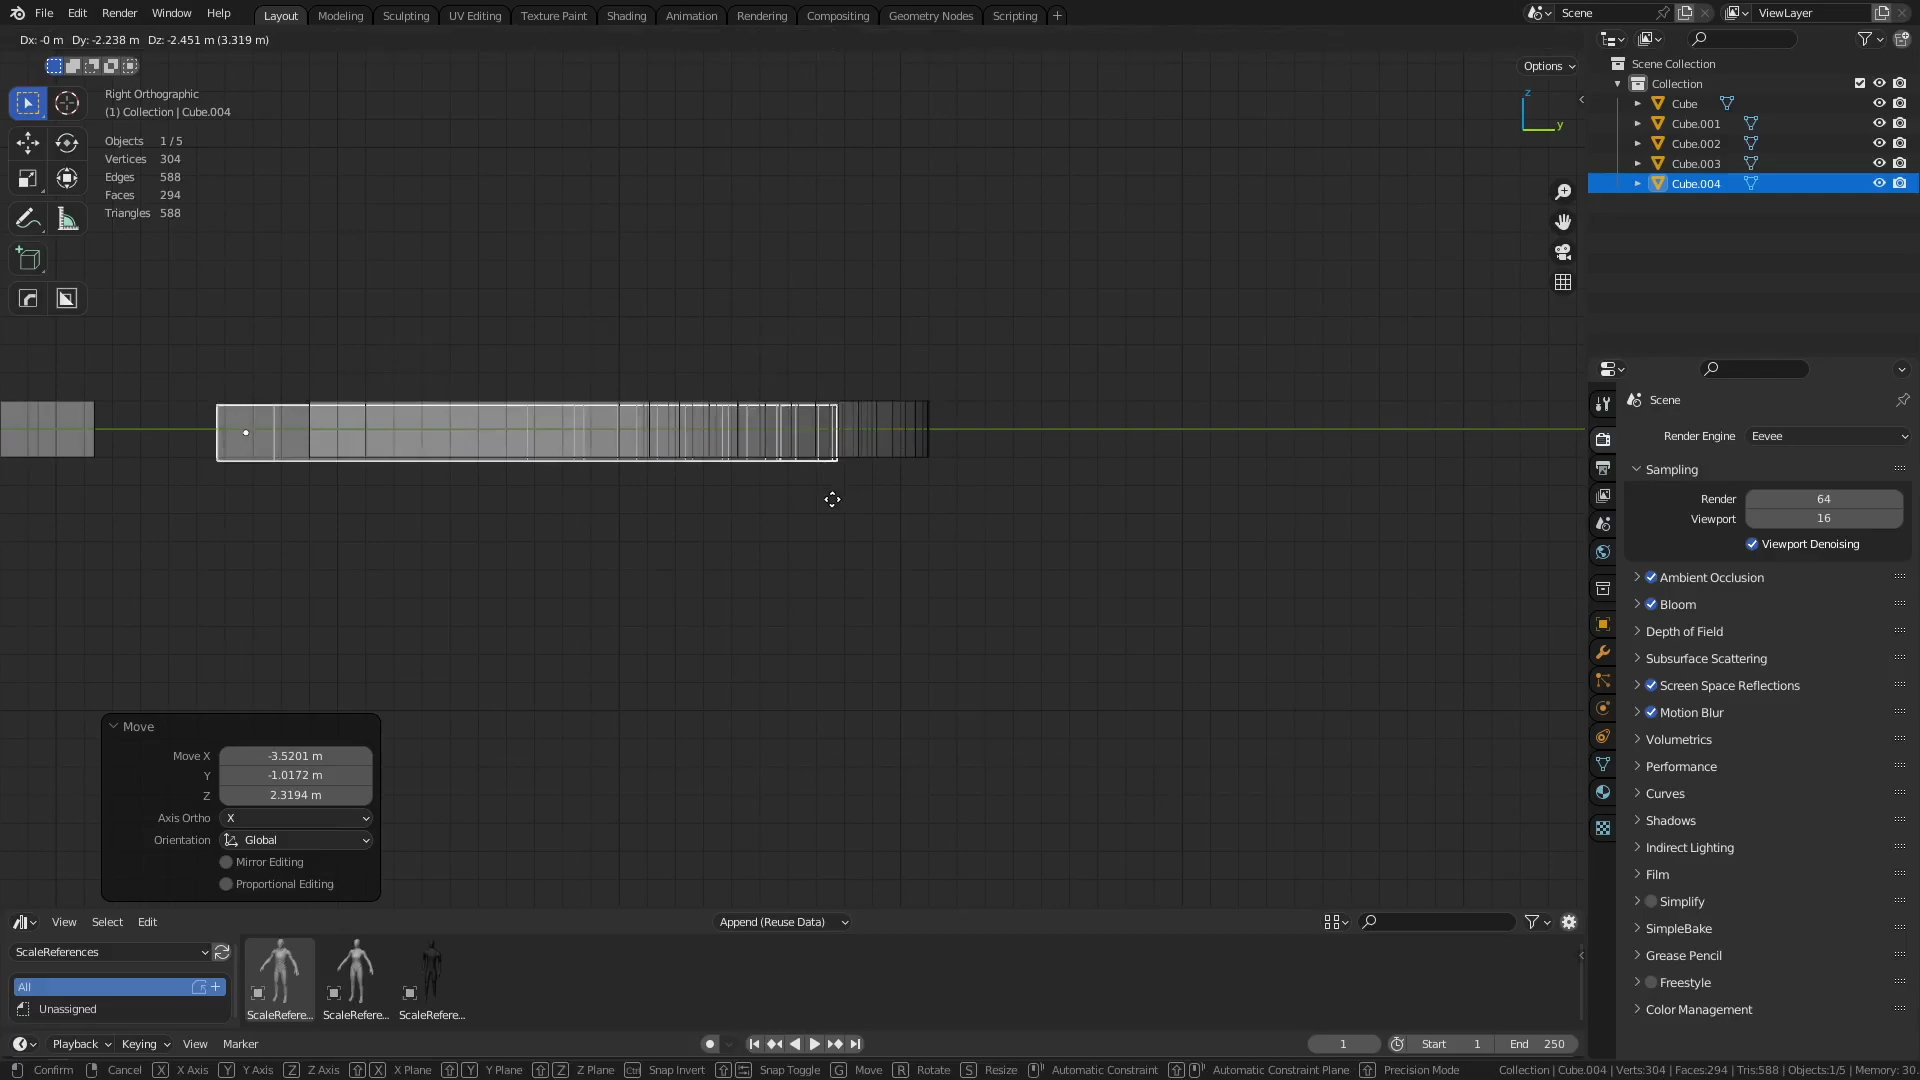 File Edit Render Window Help Layout Modeling Sculpting UV Editing Texture Paint Shading Animation Rendering Compositing Geometry Nodes Scripting + Scene ViewLayer
Dx: -0 m Dy: -2.238 m Dz: -2.451 m (3.319 m)
Options
Right Orthographic
(1) Collection | Cube.004
Objects 1 / 5
Vertices 304
Edges 588
Faces 294
Triangles 588
z
y
Scene Collection
Collection
Cube
Cube.001
Cube.002
Cube.003
Cube.004
Scene
Render Engine Eevee
Sampling
Render 64
Viewport 16
Viewport Denoising
Ambient Occlusion
Bloom
Depth of Field
Subsurface Scattering
Screen Space Reflections
Motion Blur
Volumetrics
Performance
Curves
Shadows
Indirect Lighting
Film
Simplify
SimpleBake
Grease Pencil
Freestyle
Color Management
Move
Move X -3.5201 m
Y -1.0172 m
Z 2.3194 m
Axis Ortho X
Orientation Global
Mirror Editing
Proportional Editing
View Select Edit Append (Reuse Data)
ScaleReferences
All
Unassigned
ScaleRefere... ScaleRefere... ScaleRefere...
Playback Keying View Marker 1 Start 1 End 250
Confirm Cancel X X Axis Y Y Axis Z Z Axis X X Plane Y Y Plane Z Z Plane Ctrl Snap Invert Snap Toggle G Move R Rotate S Resize Automatic Constraint Automatic Constraint Plane Precision Mode Collection | Cube.004 | Verts:304 | Faces:294 | Tris:588 | Objects:1/5 | Memory: 30.